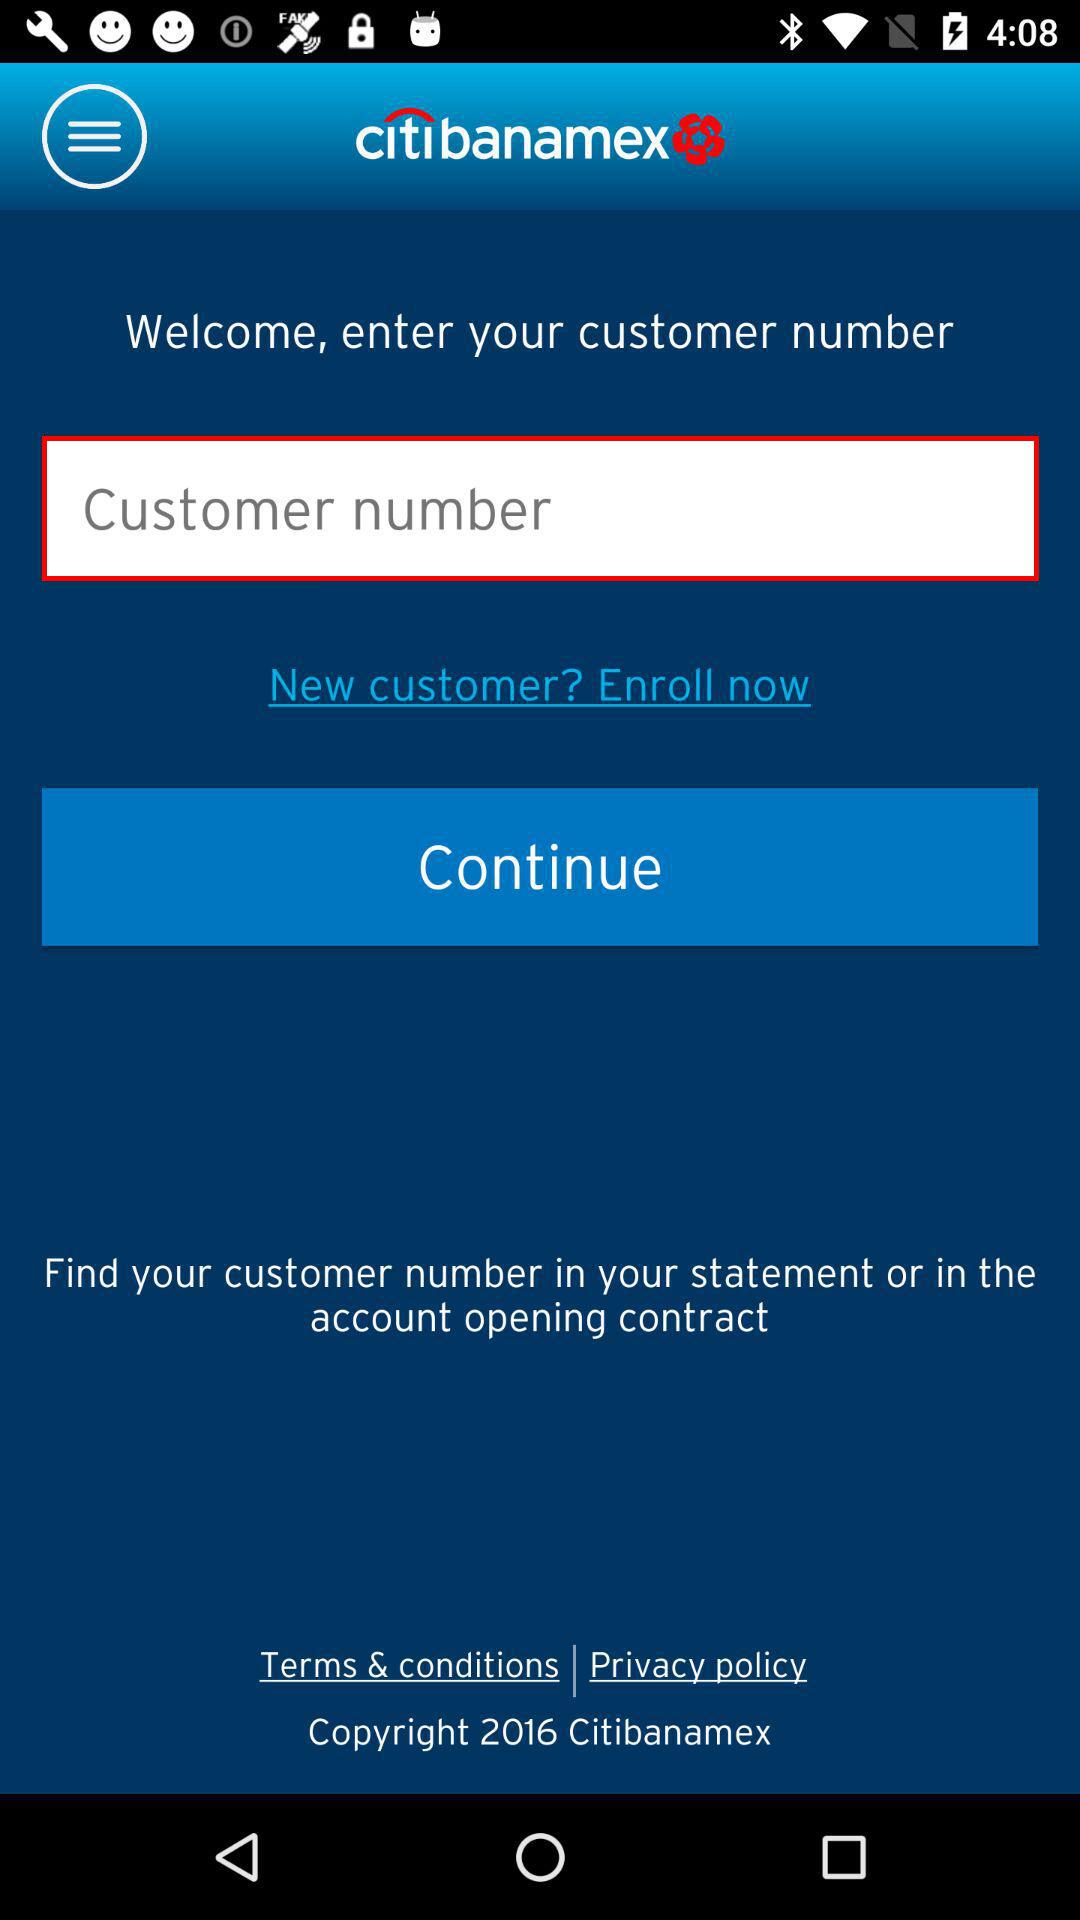 FAKE
4:08
citibanamex
Welcome, enter your customer number
Customer number
New customer? Enroll now
Continue
Find your customer number in your statement or in the
account opening contract
Terms & conditions | Privacy policy
Copyright 2016 Citibanamex